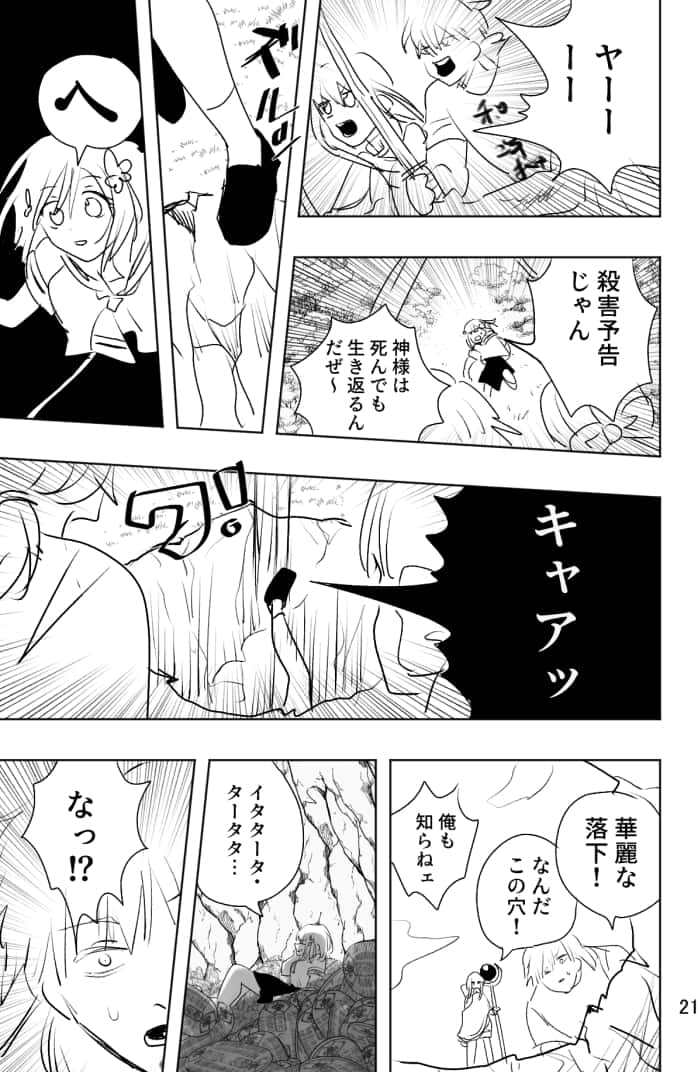 ヤーー
ーー
ズルッ
へ
殺害予告
じゃん
神様は
死んでも
生き返るん
だぜ～
キャアッ
ワ!
華麗な
落下!
なんだ
この穴!
俺も
知らねェ
イタタータ・
タータタ…
なっ!?
21